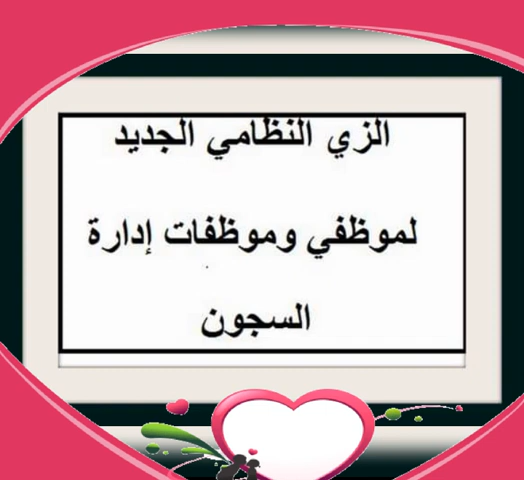 الزي النظامي الجديد
لموظفي وموظفات إدارة
السجون